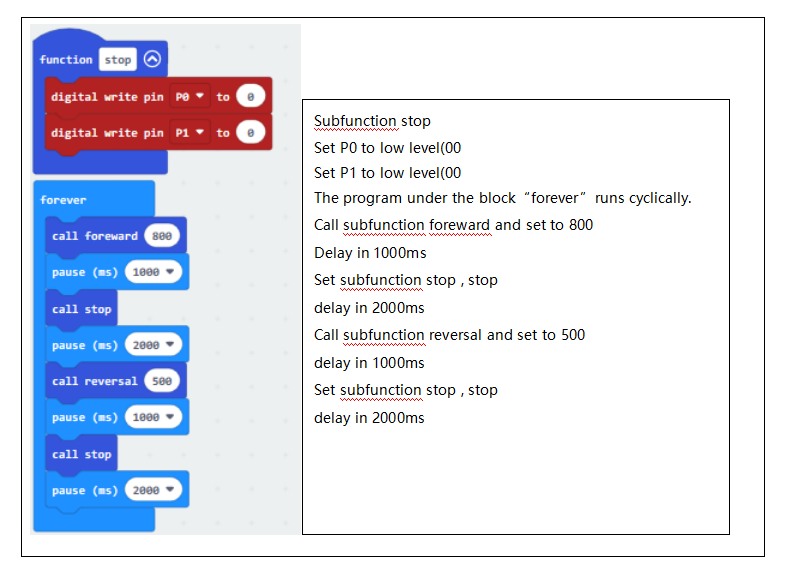 function stop
digital write pin P0 to 0
digital write pin P1 to 0
forever
call foreward 800
pause (ms) 1000
call stop
pause (ms) 2000
call reversal 500
pause (ms) 1000
call stop
pause (ms) 2000
Subfunction stop
Set P0 to low level(00
Set P1 to low level(00
The program under the block “forever” runs cyclically.
Call subfunction foreward and set to 800
Delay in 1000ms
Set subfunction stop , stop
delay in 2000ms
Call subfunction reversal and set to 500
delay in 1000ms
Set subfunction stop , stop
delay in 2000ms